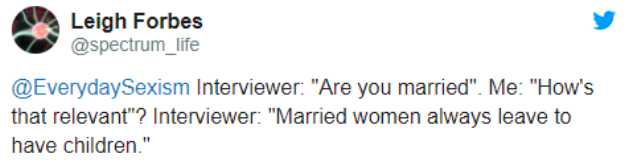 Leigh Forbes
@spectrum_life
@EverydaySexism Interviewer: "Are you married". Me: "How's
that relevant"? Interviewer: "Married women always leave to
have children."